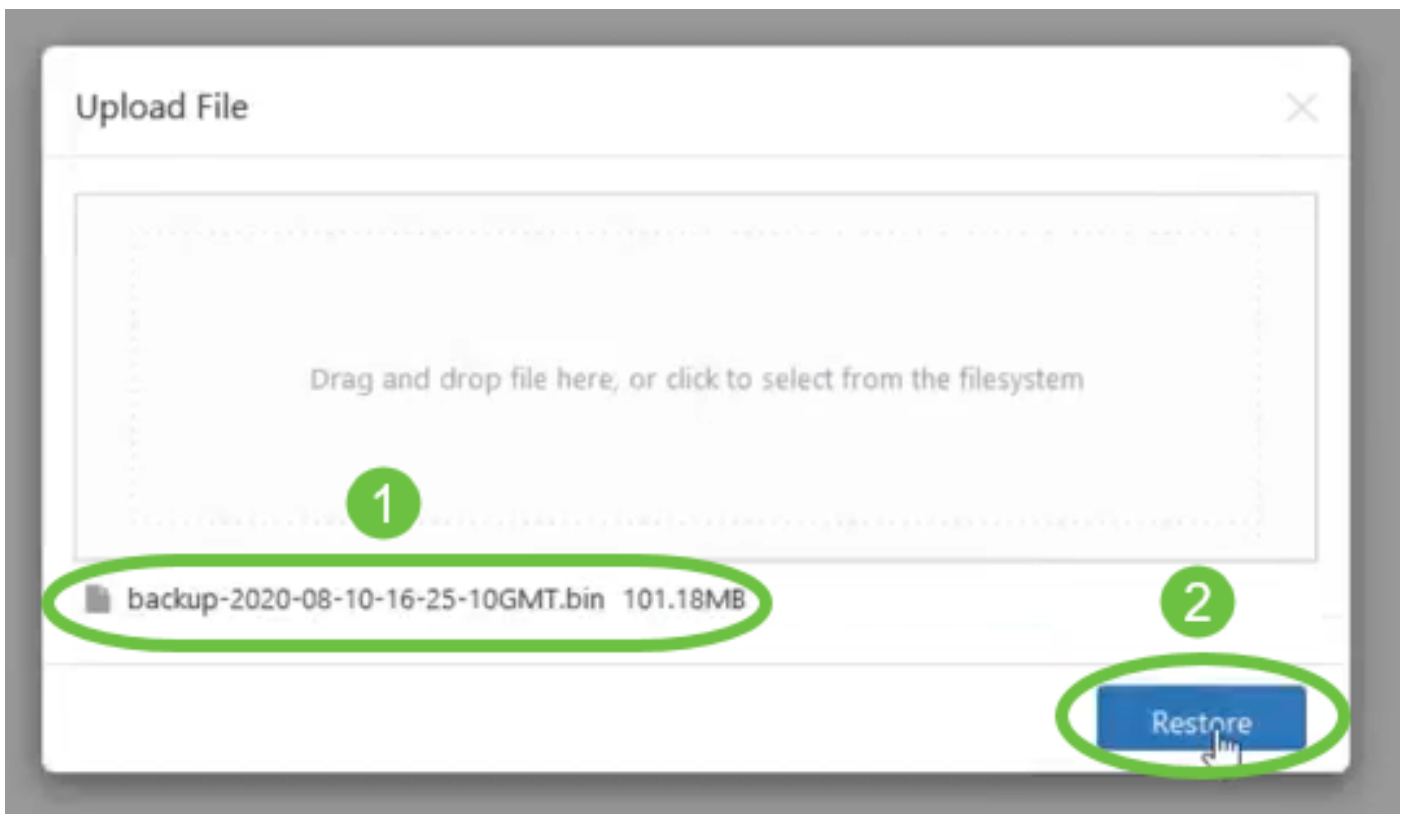 Upload File
Drag and drop file here, or click to select from the filesystem
1
backup-2020-08-10-16-25-10GMT.bin 101.18MB
2
Restore